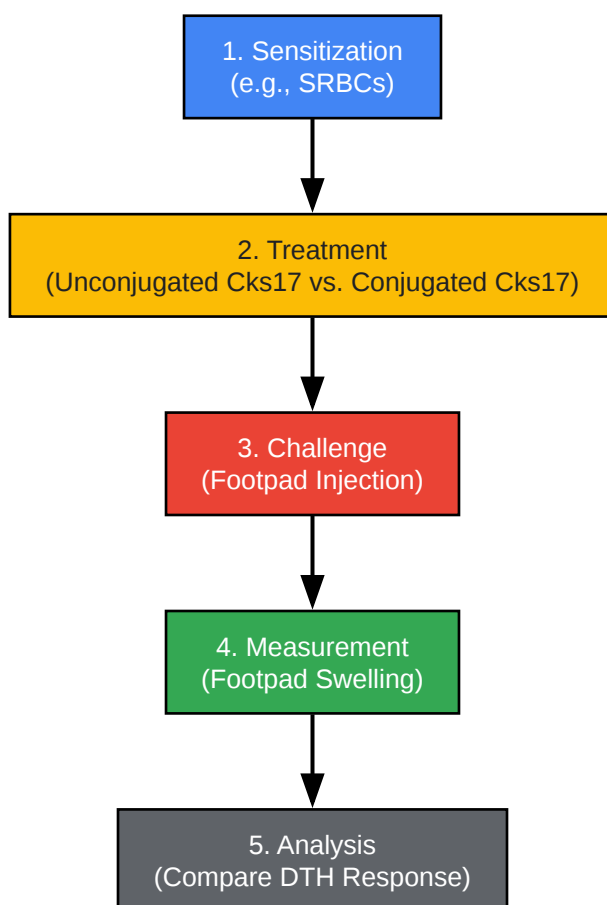 1. Sensitization
(e.g., SRBCs)
2. Treatment
(Unconjugated Cks17 vs. Conjugated Cks17)
3. Challenge
(Footpad Injection)
4. Measurement
(Footpad Swelling)
5. Analysis
(Compare DTH Response)